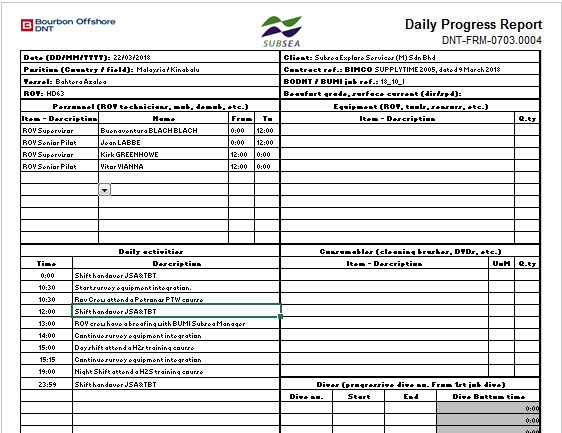 Bourbon Offshore
DNT
SUBSEA
Daily Progress Report
DNT-FRM-0703.0004
Date (DD/MM/YYYY): 22/03/2018
Client: Subsea Explore Services (M) Sdn Bhd
Position (Country / field): Malaysia / Kinabalu
Contract ref.: BIMCO SUPPLYTIME 2005, dated 9 March 2018
Vessel: Bahtera Azalea
BODNT / BUMI job ref.: 18_10_I
ROV: HD63
Beaufort grade, surface current (dir/spd):
Personnel (ROV technicians, mob, demob, etc.)
Equipment (ROV, tools, sensors, etc.)
Item - Description Name From To
Item - Description Q.ty
ROV Supervisor Buenaventura BLACH BLACH 0:00 12:00
ROV Senior Pilot Jean LABBE 0:00 12:00
ROV Supervisor Kirk GREENHOWE 12:00 0:00
ROV Senior Pilot Vitor VIANNA 12:00 0:00
Daily activities
Consumables (cleaning brushes, DVDs, etc.)
Time Description
Item - Description UoM Q.ty
0:00 Shift handover JSA&TBT
10:30 Start survey equipment integration.
10:30 Rov Crew attend a Petronas PTW course
12:00 Shift handover JSA&TBT
13:00 ROV crew have a breafing with BUMI Subsea Manager
14:00 Continue survey equipment integration
15:00 Day shift attend a H2s training course
15:15 Continue survey equipment integration
19:00 Night Shift attend a H2S training course
23:59 Shift handover JSA&TBT
Dives (progressive dive no. From 1st job dive)
Dive no. Start End Dive Bottom time
0:00
0:00
0:00